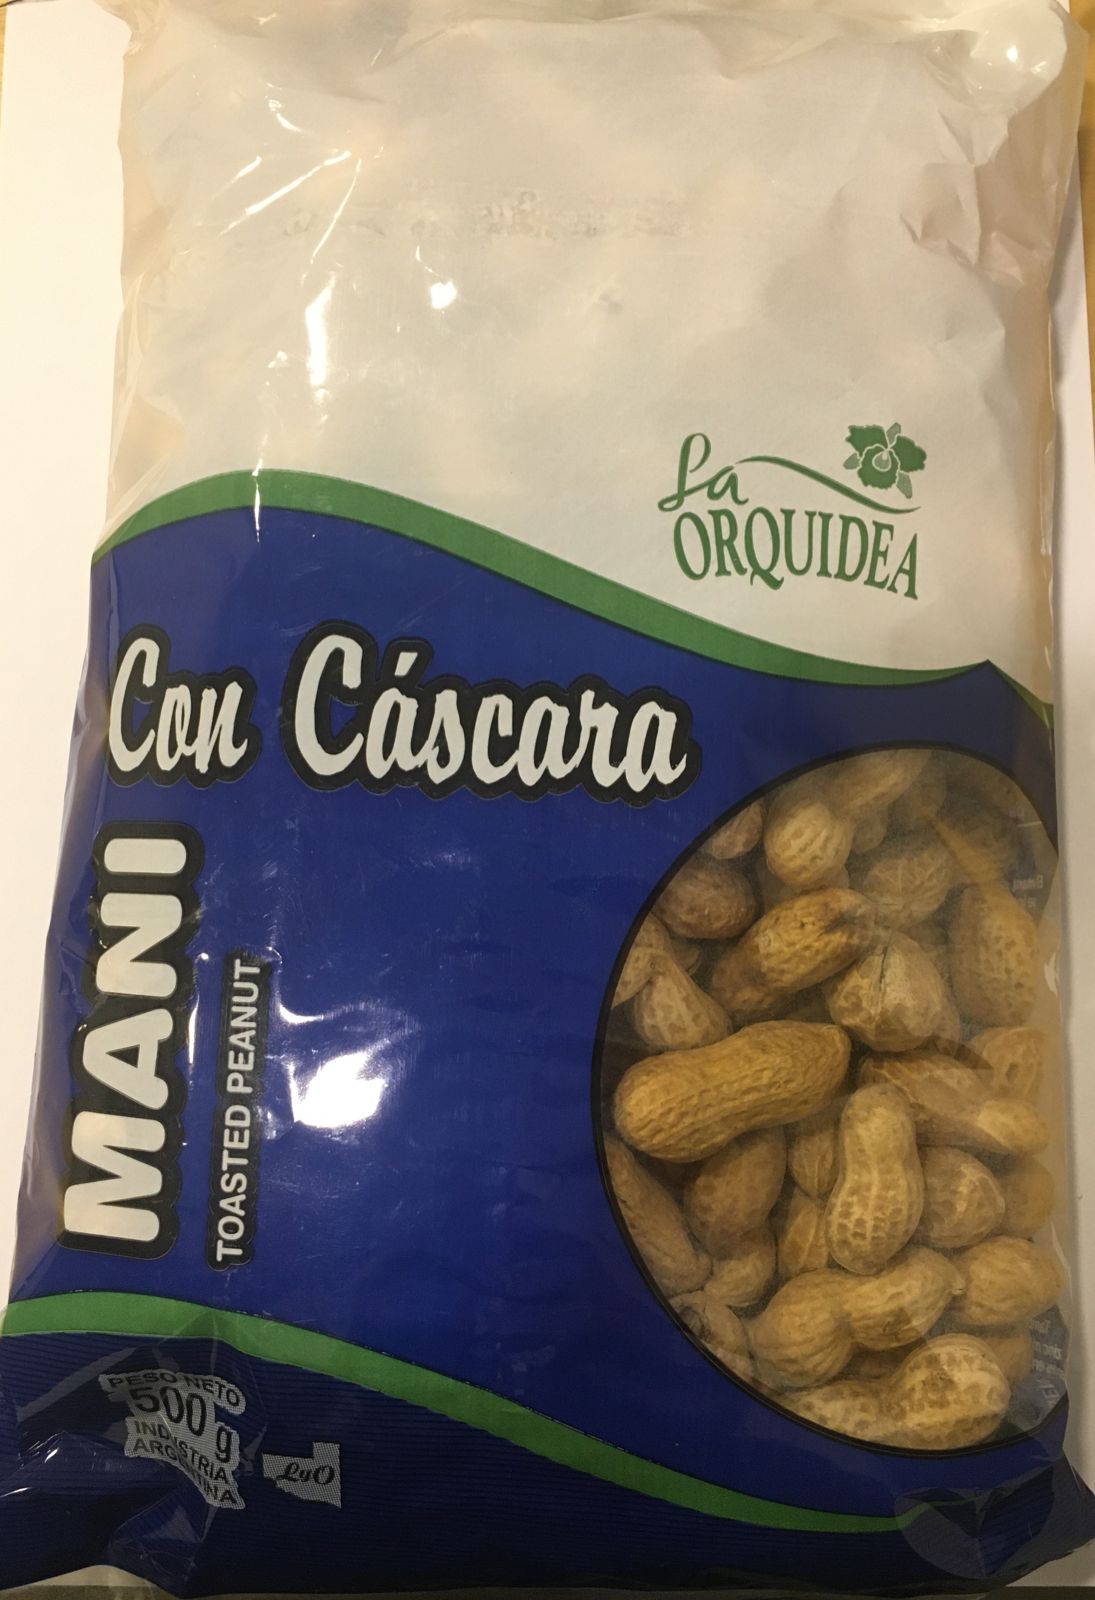 La
ORQUIDEA
Con Cáscara
MANI
TOASTED PEANUT
PESO NETO
500 g
INDUSTRIA
ARGENTINA
LyO